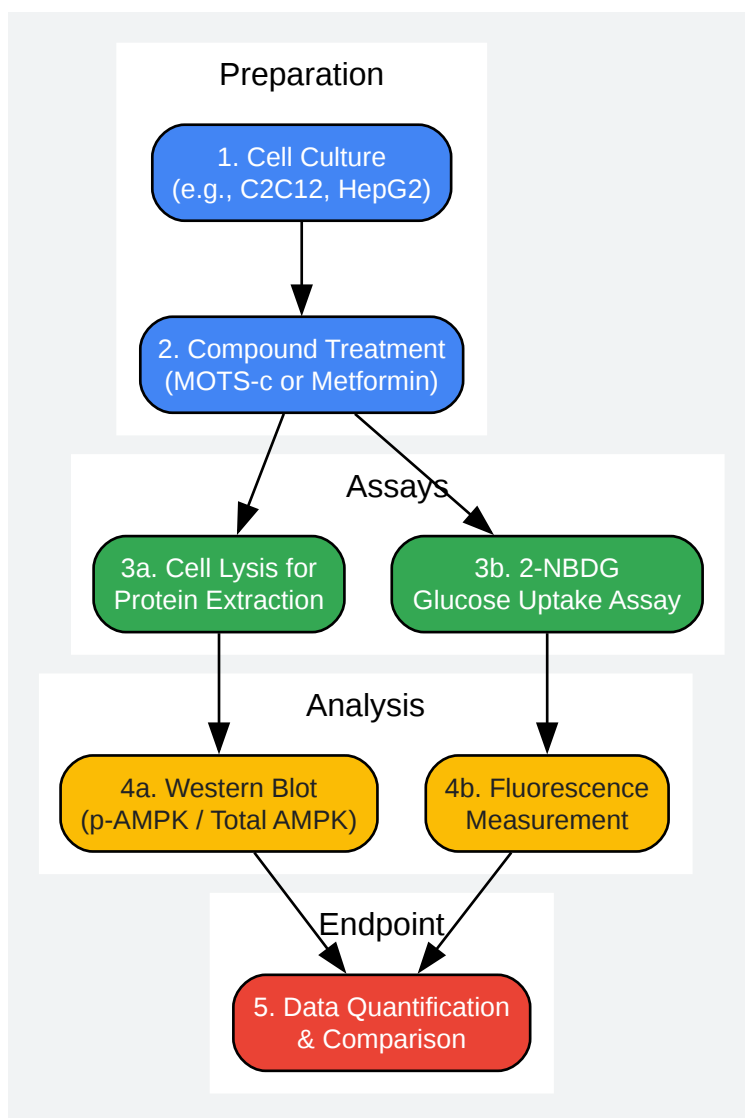 Preparation
1. Cell Culture
(e.g., C2C12, HepG2)
2. Compound Treatment
(MOTS-c or Metformin)
Assays
3a. Cell Lysis for
Protein Extraction
3b. 2-NBDG
Glucose Uptake Assay
Analysis
4a. Western Blot
(p-AMPK / Total AMPK)
4b. Fluorescence
Measurement
Endpoint
5. Data Quantification
& Comparison